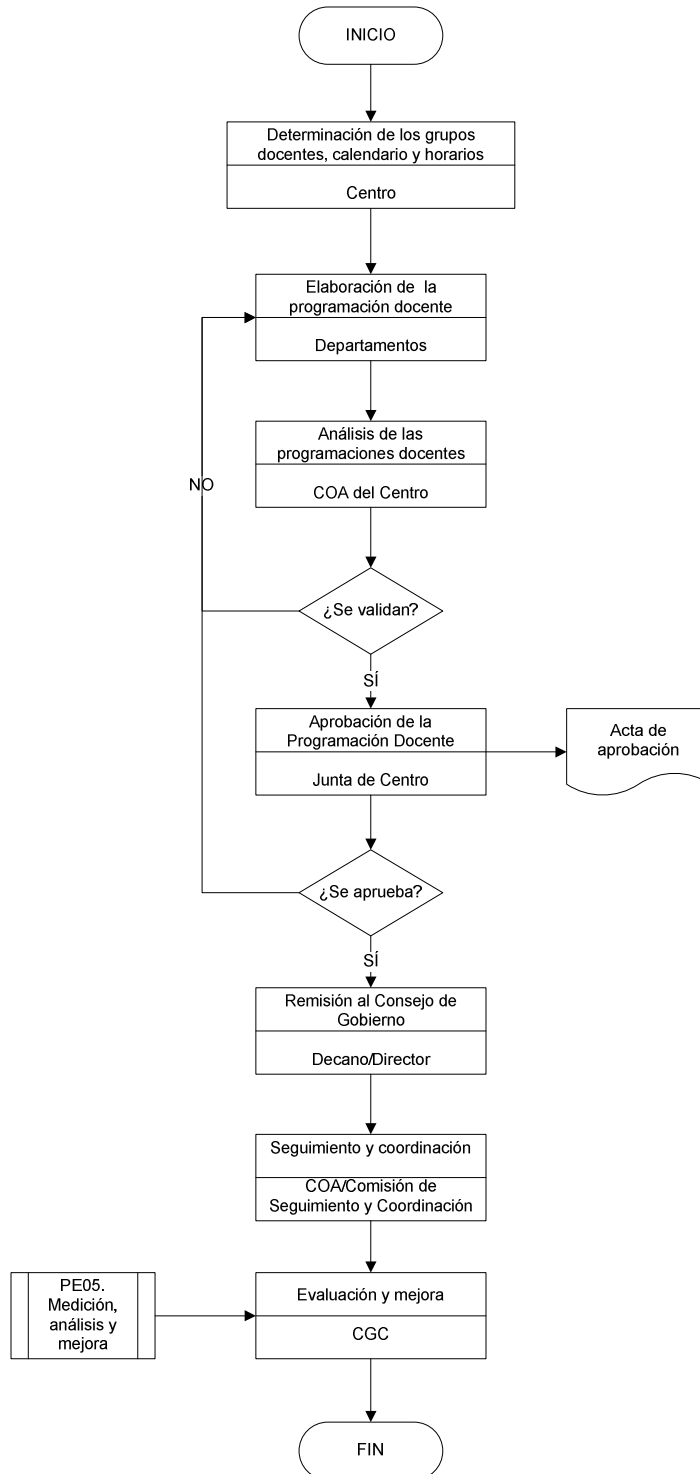 INICIO
Determinación de los grupos
docentes, calendario y horarios
Centro
Elaboración de la
programación docente
Departamentos
Análisis de las
programaciones docentes
COA del Centro
NO
¿Se validan?
SÍ
Aprobación de la
Programación Docente
Junta de Centro
Acta de
aprobación
¿Se aprueba?
SÍ
Remisión al Consejo de
Gobierno
Decano/Director
Seguimiento y coordinación
COA/Comisión de
Seguimiento y Coordinación
PE05.
Medición,
análisis y
mejora
Evaluación y mejora
CGC
FIN